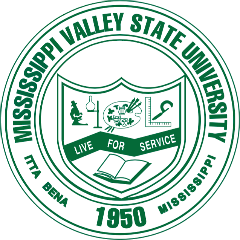 MISSISSIPPI VALLEY STATE UNIVERSITY
LIVE FOR SERVICE
ITTA BENA
1950
MISSISSIPPI